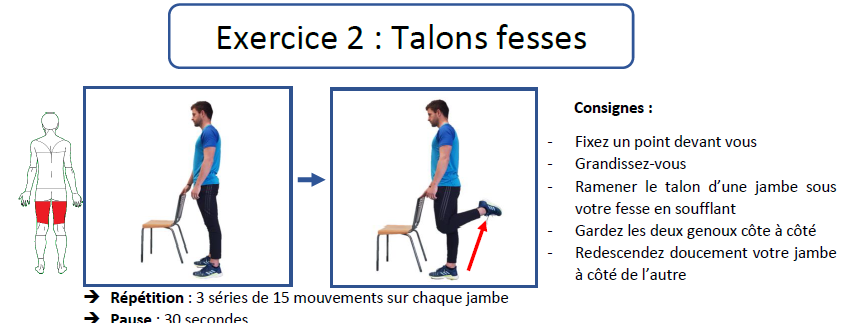 Exercice 2 : Talons fesses
Consignes :
- Fixez un point devant vous
- Grandissez-vous
- Ramener le talon d’une jambe sous
votre fesse en soufflant
- Gardez les deux genoux côte à côté
- Redescendez doucement votre jambe
à côté de l’autre
➔ Répétition : 3 séries de 15 mouvements sur chaque jambe
➔ Pause : 30 secondes